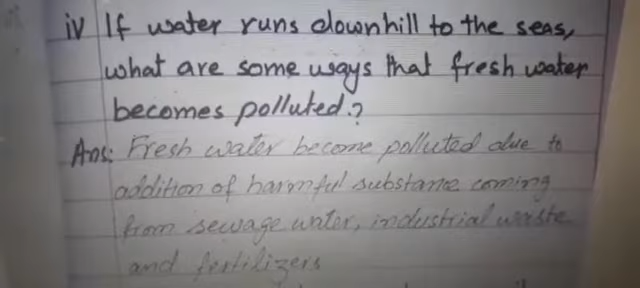 iv If water runs downhill to the seas,
what are some ways that fresh water
becomes polluted?
Ans: Fresh water become polluted due to
addition of harmful substance coming
from sewage water, industrial waste
and fertilizers